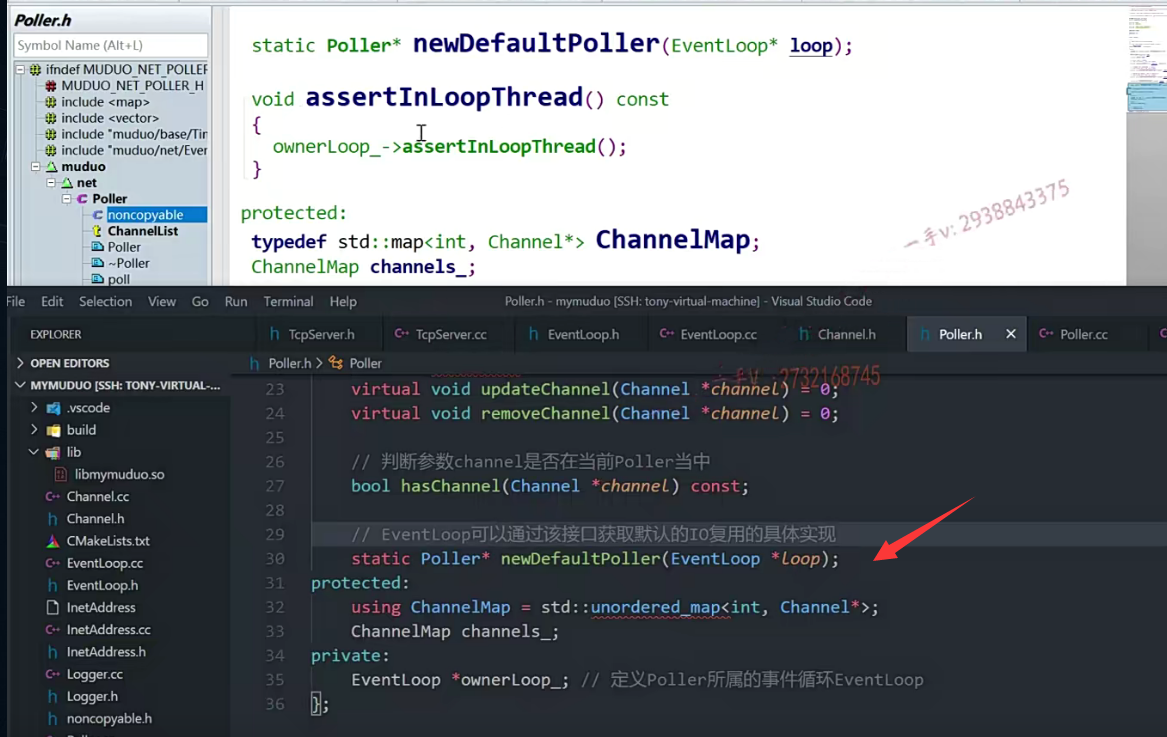 Poller.h
Symbol Name (Alt+L)
ifndef MUDUO_NET_POLLER
MUDUO_NET_POLLER_H
include <map>
include <vector>
include "muduo/base/Tin
include "muduo/net/Ever
muduo
net
Poller
noncopyable
ChannelList
Poller
~Poller
poll
static Poller* newDefaultPoller(EventLoop* loop);
void assertInLoopThread() const
{
ownerLoop_->assertInLoopThread();
}
protected:
typedef std::map<int, Channel*> ChannelMap;
ChannelMap channels_;
一手v: 2938843375
File Edit Selection View Go Run Terminal Help
Poller.h - mymuduo [SSH: tony-virtual-machine] - Visual Studio Code
EXPLORER
TcpServer.h
TcpServer.cc
EventLoop.h
EventLoop.cc
Channel.h
Poller.h
Poller.cc
OPEN EDITORS
MYMUDUO [SSH: TONY-VIRTUAL-...
.vscode
build
lib
libmymuduo.so
Channel.cc
Channel.h
CMakeLists.txt
EventLoop.cc
EventLoop.h
InetAddress
InetAddress.cc
InetAddress.h
Logger.cc
Logger.h
noncopyable.h
Poller.h > Poller
2732168745
23 virtual void updateChannel(Channel *channel) = 0;
24 virtual void removeChannel(Channel *channel) = 0;
25
26 // 判断参数channel是否在当前Poller当中
27 bool hasChannel(Channel *channel) const;
28
29 // EventLoop可以通过该接口获取默认的IO复用的具体实现
30 static Poller* newDefaultPoller(EventLoop *loop);
31 protected:
32 using ChannelMap = std::unordered_map<int, Channel*>;
33 ChannelMap channels_;
34 private:
35 EventLoop *ownerLoop_; // 定义Poller所属的事件循环EventLoop
36 };